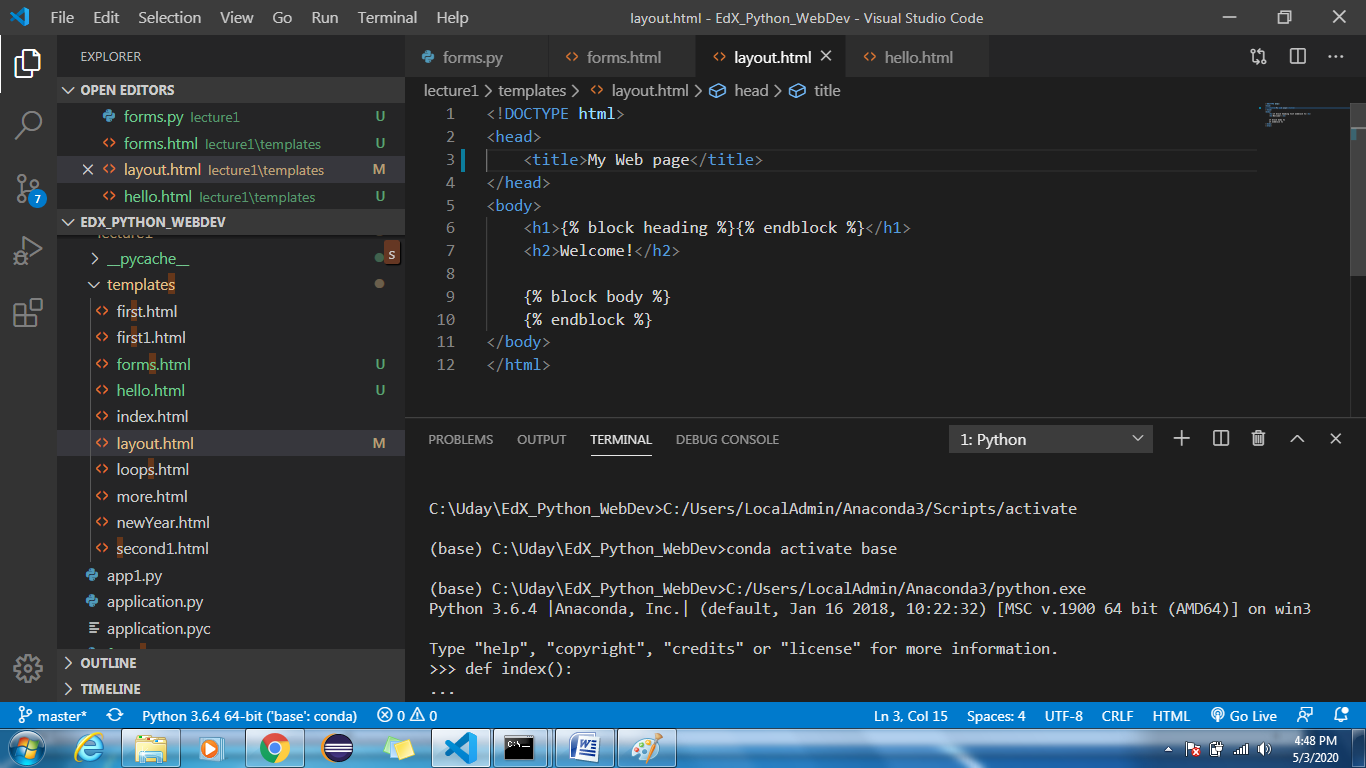 File Edit Selection View Go Run Terminal Help layout.html - EdX_Python_WebDev - Visual Studio Code
EXPLORER
OPEN EDITORS
forms.py lecture1 U
forms.html lecture1\templates U
layout.html lecture1\templates M
hello.html lecture1\templates U
EDX_PYTHON_WEBDEV
lecture1
__pycache__
s
templates
first.html
first1.html
forms.html U
hello.html U
index.html
layout.html M
loops.html
more.html
newYear.html
second1.html
app1.py
application.py
application.pyc
OUTLINE
TIMELINE
7
forms.py forms.html layout.html hello.html
lecture1 > templates > layout.html > head > title
1 <!DOCTYPE html>
2 <head>
3 <title>My Web page</title>
4 </head>
5 <body>
6 <h1>{% block heading %}{% endblock %}</h1>
7 <h2>Welcome!</h2>
8
9 {% block body %}
10 {% endblock %}
11 </body>
12 </html>
PROBLEMS OUTPUT TERMINAL DEBUG CONSOLE 1: Python
C:\Uday\EdX_Python_WebDev>C:/Users/LocalAdmin/Anaconda3/Scripts/activate
(base) C:\Uday\EdX_Python_WebDev>conda activate base
(base) C:\Uday\EdX_Python_WebDev>C:/Users/LocalAdmin/Anaconda3/python.exe
Python 3.6.4 |Anaconda, Inc.| (default, Jan 16 2018, 10:22:32) [MSC v.1900 64 bit (AMD64)] on win3
Type "help", "copyright", "credits" or "license" for more information.
>>> def index():
...
master* Python 3.6.4 64-bit ('base': conda) 0 0 Ln 3, Col 15 Spaces: 4 UTF-8 CRLF HTML Go Live
4:48 PM
5/3/2020